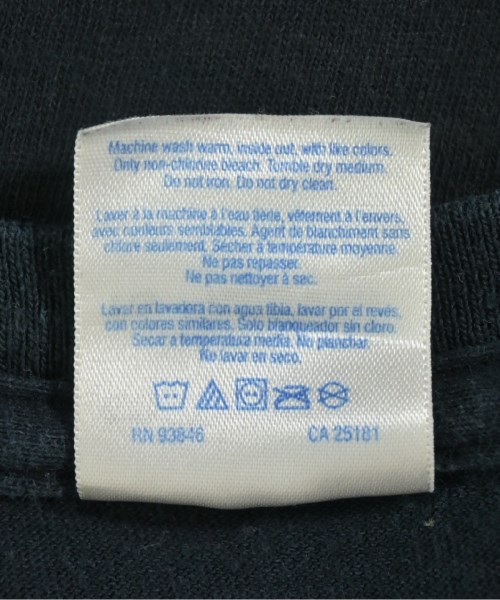 Machine wash warm, inside out, with like colors.
Only non-chlorine bleach. Tumble dry medium.
Do not iron. Do not dry clean.
Laver à la machine à l'eau tiède, vêtement à l'envers,
avec couleurs semblables. Agent de blanchiment sans
chlore seulement. Sécher à température moyenne.
Ne pas repasser.
Ne pas nettoyer à sec.
Lavar en lavadora con agua tibia, lavar por el revés,
con colores similares. Solo blanqueador sin cloro.
Secar a temperatura media. No planchar.
No lavar en seco.
RN 93846 CA 25181